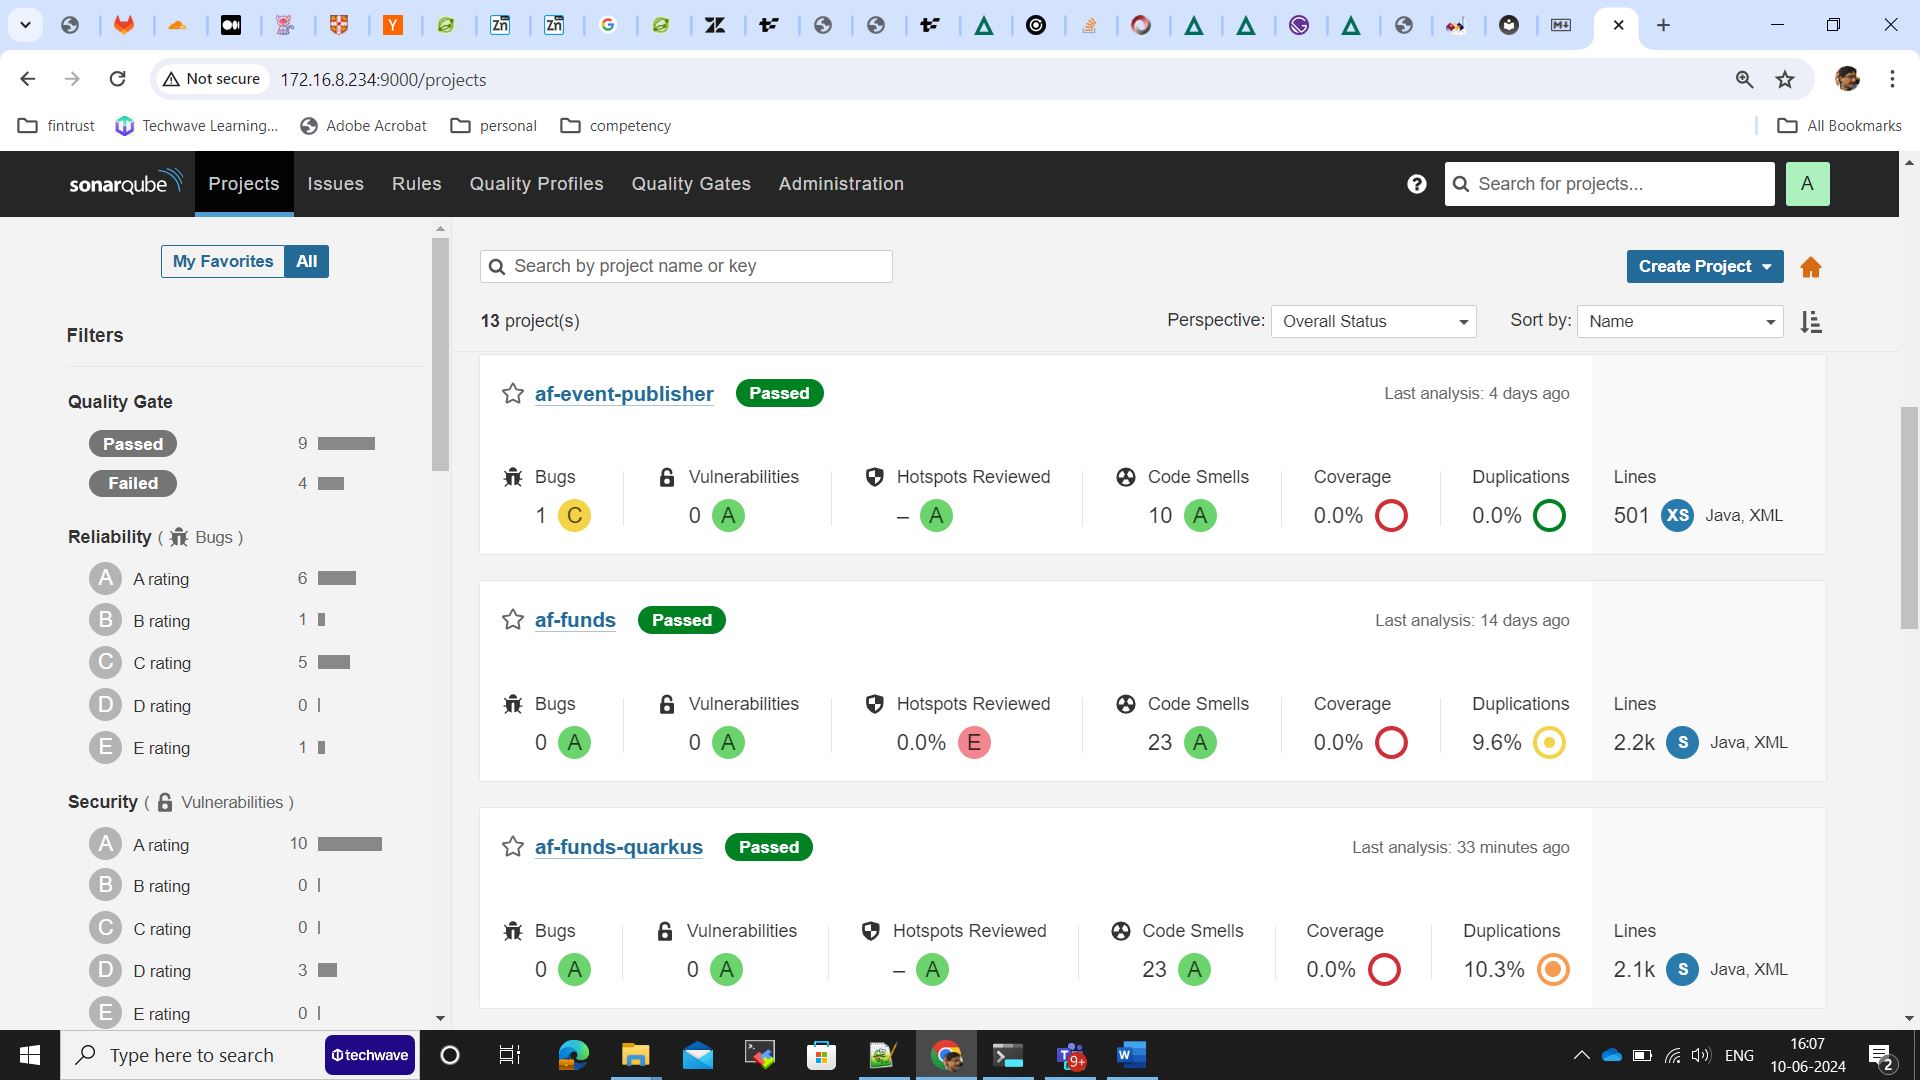 Not secure 172.16.8.234:9000/projects
fintrust Techwave Learning... Adobe Acrobat personal competency All Bookmarks
sonarqube Projects Issues Rules Quality Profiles Quality Gates Administration ? Search for projects... A
My Favorites All
Search by project name or key Create Project
13 project(s) Perspective: Overall Status Sort by: Name
Filters
Quality Gate
Passed 9
Failed 4
Reliability ( Bugs )
A A rating 6
B B rating 1
C C rating 5
D D rating 0
E E rating 1
Security ( Vulnerabilities )
A A rating 10
B B rating 0
C C rating 0
D D rating 3
E E rating 0
af-event-publisher Passed Last analysis: 4 days ago
Bugs Vulnerabilities Hotspots Reviewed Code Smells Coverage Duplications Lines
1 C 0 A – A 10 A 0.0% 0.0% 501 XS Java, XML
af-funds Passed Last analysis: 14 days ago
Bugs Vulnerabilities Hotspots Reviewed Code Smells Coverage Duplications Lines
0 A 0 A 0.0% E 23 A 0.0% 9.6% 2.2k S Java, XML
af-funds-quarkus Passed Last analysis: 33 minutes ago
Bugs Vulnerabilities Hotspots Reviewed Code Smells Coverage Duplications Lines
0 A 0 A – A 23 A 0.0% 10.3% 2.1k S Java, XML
Type here to search techwave 9+ ENG 16:07
10-06-2024 2